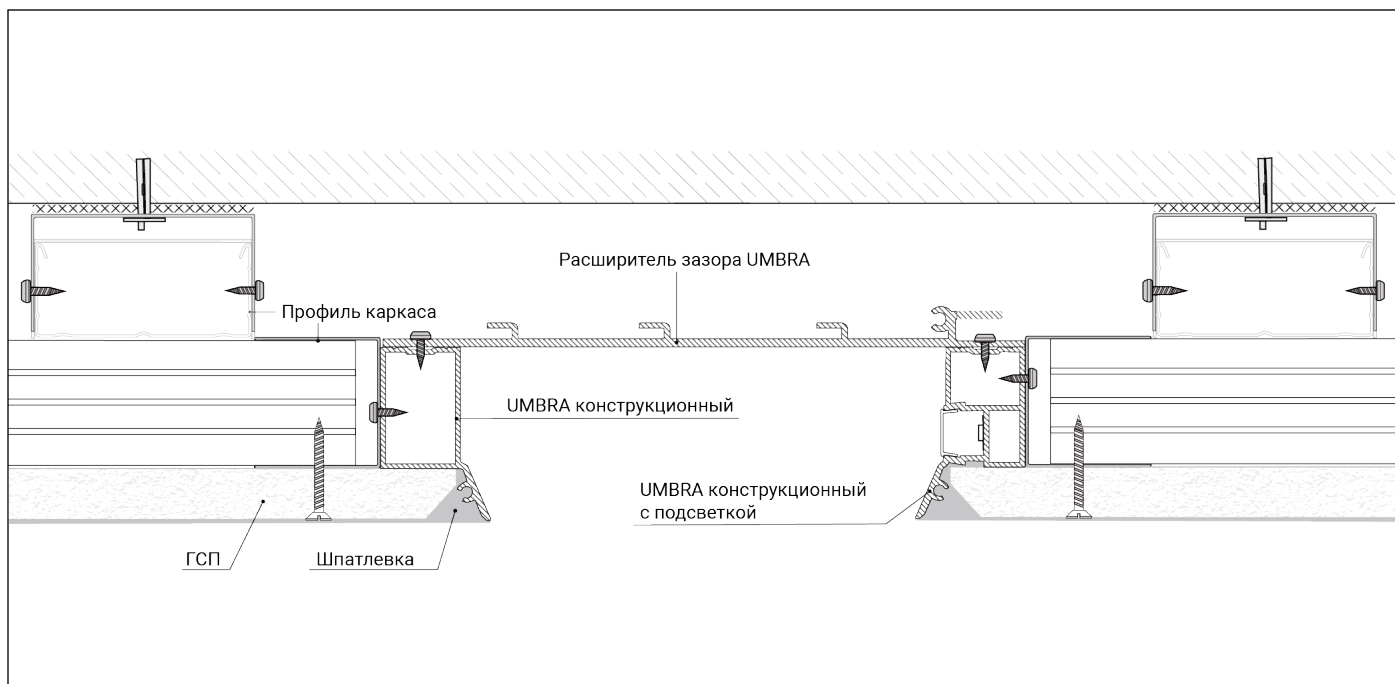 Расширитель зазора UMBRA
Профиль каркаса
UMBRA конструкционный
UMBRA конструкционный
с подсветкой
ГСП
Шпатлевка